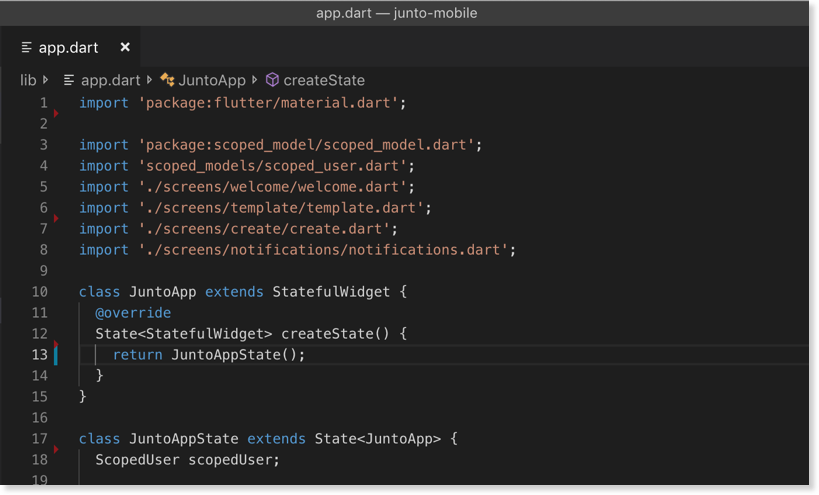 app.dart — junto-mobile
app.dart ×
lib app.dart JuntoApp createState
1 import 'package:flutter/material.dart';
2
3 import 'package:scoped_model/scoped_model.dart';
4 import 'scoped_models/scoped_user.dart';
5 import './screens/welcome/welcome.dart';
6 import './screens/template/template.dart';
7 import './screens/create/create.dart';
8 import './screens/notifications/notifications.dart';
9
10 class JuntoApp extends StatefulWidget {
11 @override
12 State<StatefulWidget> createState() {
13 return JuntoAppState();
14 }
15 }
16
17 class JuntoAppState extends State<JuntoApp> {
18 ScopedUser scopedUser;
19